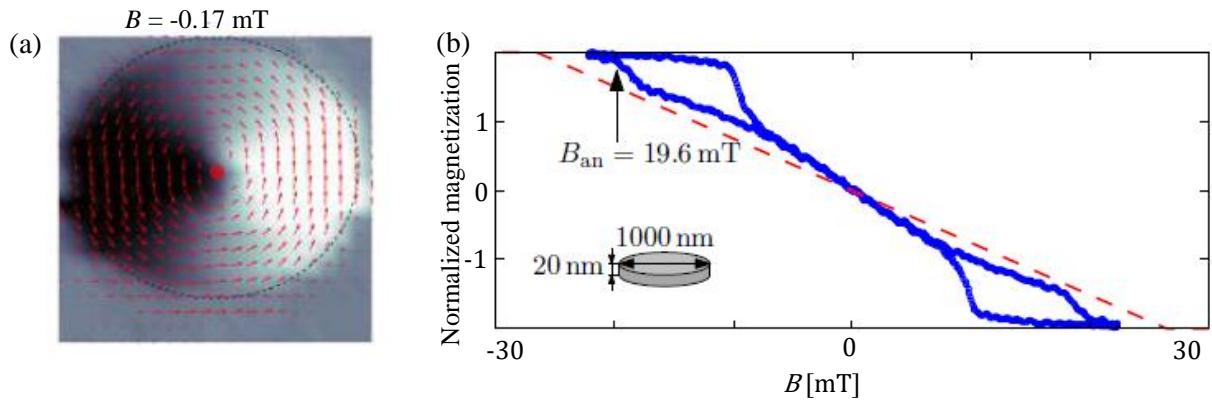 B = -0.17 mT
(a)
(b)
Normalized magnetization
1
0
-1
B_an = 19.6 mT
1000 nm
20 nm
-30
0
30
B [mT]